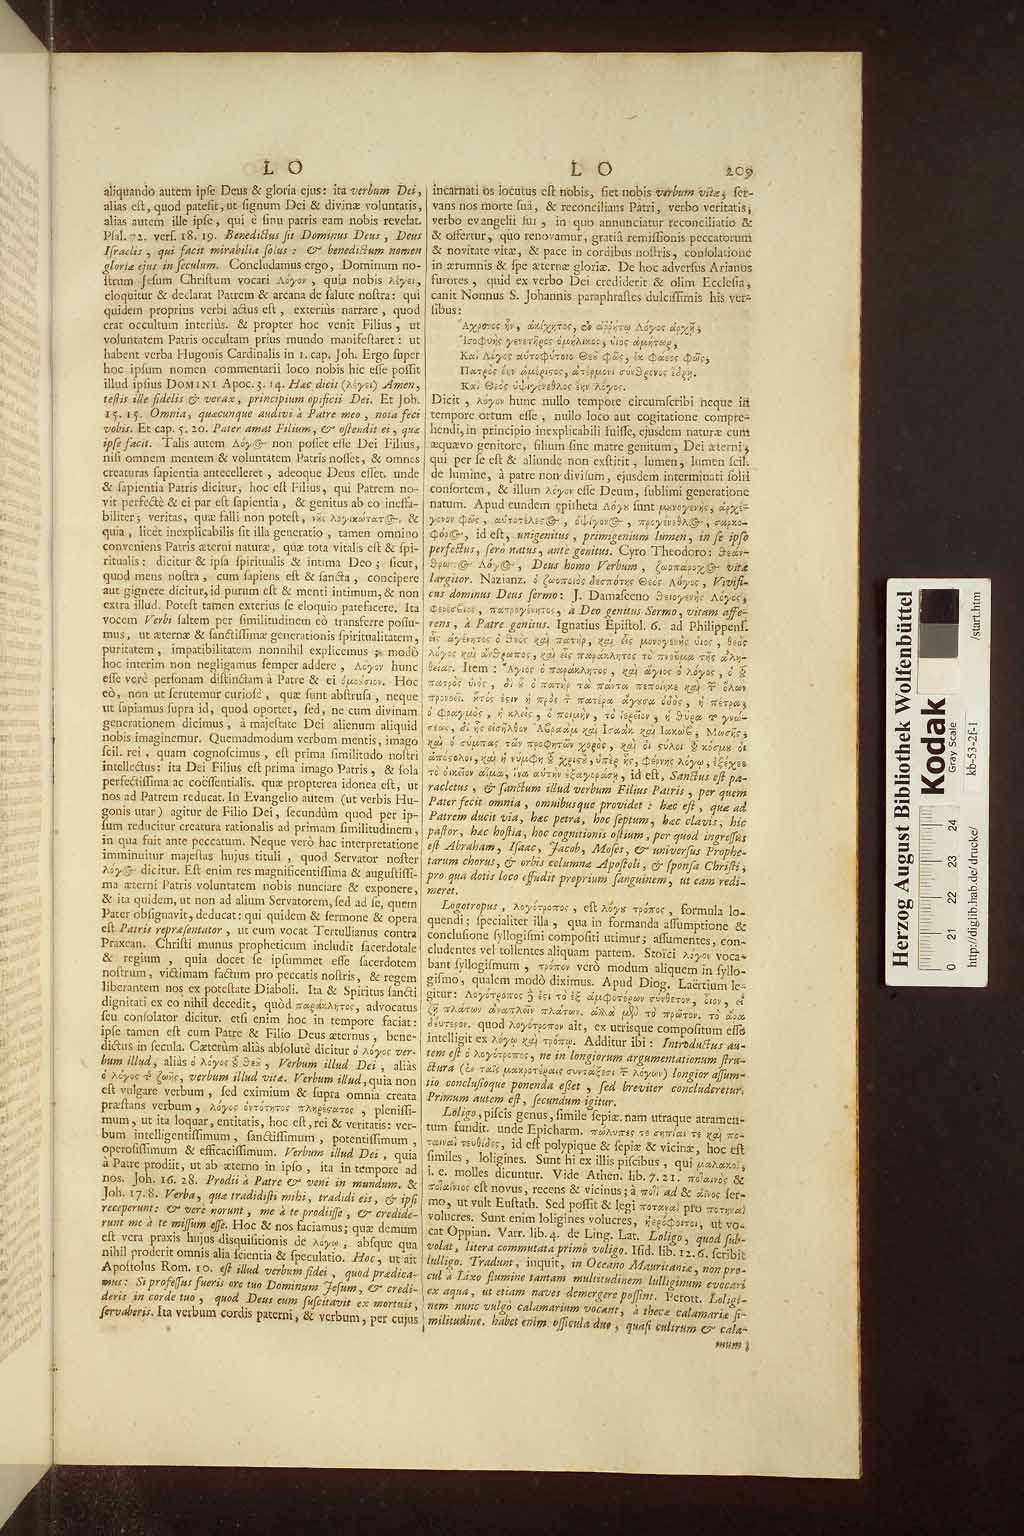 L O
aliquando autem ipſe Deus & gloria ejus: ita verbum Dei,
alias eſt, quod pateſit, ut ſignum Dei & divinæ voluntatis,
alias autem ille ipſe, qui è ſinu patris eam nobis revelat.
Pſal. 72. verſ. 18. 19. Benedictus ſit Dominus Deus, Deus
Iſraelis, qui facit mirabilia ſolus: & benedictum nomen
gloriæ ejus in ſeculum. Concludamus ergo, Dominum no-
ſtrum Jeſum Chriſtum vocari Λόγον, quia nobis λέγει,
eloquitur & declarat Patrem & arcana de ſalute noſtra: qui
quidem proprius verbi actus eſt, exteriùs narrare, quod
erat occultum interiùs. & propter hoc venit Filius, ut
voluntatem Patris occultam prius mundo manifeſtaret: ut
habent verba Hugonis Cardinalis in 1. cap. Joh. Ergo ſuper
hoc ipſum nomen commentarii loco nobis hic eſſe poſſit
illud ipſius DOMINI Apoc. 3. 14. Hæc dicit (λέγει) Amen,
teſtis ille fidelis & verax, principium opificii Dei. Et Joh.
15. 15. Omnia, quæcunque audivi à Patre meo, nota feci
vobis. Et cap. 5. 20. Pater amat Filium, & oſtendit ei, quæ
ipſe facit. Talis autem Λόγ<unk> non poſſet eſſe Dei Filius,
niſi omnem mentem & voluntatem Patris noſſet, & omnes
creaturas ſapientia antecelleret, adeoque Deus eſſet. unde
& ſapientia Patris dicitur, hoc eſt Filius, qui Patrem no-
vit perfectè & ei par eſt ſapientia, & genitus ab eo ineffa-
biliter; veritas, quæ falli non poteſt, νῆς λογικώτατ<unk>. &
quia, licèt inexplicabilis ſit illa generatio, tamen omnino
conveniens Patris æterni naturæ, quæ tota vitalis eſt & ſpi-
ritualis: dicitur & ipſa ſpiritualis & intima Deo; ſicut,
quod mens noſtra, cum ſapiens eſt & ſancta, concipere
aut gignere dicitur, id purum eſt & menti intimum, & non
extra illud. Poteſt tamen exterius ſe eloquio patefacere. Ita
vocem Verbi ſaltem per ſimilitudinem eò transferre poſſu-
mus, ut æternæ & ſanctiſſimæ generationis ſpiritualitatem,
puritatem, impatibilitatem nonnihil explicemus; modò
hoc interim non negligamus ſemper addere, Λόγον hunc
eſſe verè perſonam diſtinctam à Patre & ei ὁμούσιον. Hoc
eò, non ut ſcrutemur curioſè, quæ ſunt abſtruſa, neque
ut ſapiamus ſupra id, quod oportet, ſed, ne cum divinam
generationem dicimus, à majeſtate Dei alienum aliquid
nobis imaginemur. Quemadmodum verbum mentis, imago
ſcil. rei, quam cognoſcimus, eſt prima ſimilitudo noſtri
intellectus: ita Dei Filius eſt prima imago Patris, & ſola
perfectiſſima ac coëſſentialis. quæ propterea idonea eſt, ut
nos ad Patrem reducat. In Evangelio autem (ut verbis Hu-
gonis utar) agitur de Filio Dei, ſecundùm quod per ip-
ſum reducitur creatura rationalis ad primam ſimilitudinem,
in qua fuit ante peccatum. Neque verò hac interpretatione
imminuitur majeſtas hujus tituli, quod Servator noſter
λόγ<unk> dicitur. Eſt enim res magnificentiſſima & auguſtiſſi-
ma æterni Patris voluntatem nobis nunciare & exponere,
& ita quidem, ut non ad alium Servatorem, ſed ad ſe, quem
Pater obſignavit, deducat: qui quidem & ſermone & opera
eſt Patris repræſentator, ut eum vocat Tertullianus contra
Praxean. Chriſti munus propheticum includit ſacerdotale
& regium, quia docet ſe ipſummet eſſe ſacerdotem
noſtrum, victimam factum pro peccatis noſtris, & regem
liberantem nos ex poteſtate Diaboli. Ita & Spiritus ſancti
dignitati ex eo nihil decedit, quòd παράκλητος, advocatus
ſeu conſolator dicitur. etſi enim hoc in tempore faciat:
ipſe tamen eſt cum Patre & Filio Deus æternus, bene-
dictus in ſecula. Cæterùm aliàs abſolutè dicitur ὁ λόγος ver-
bum illud, aliàs ὁ λόγος τοῦ Θεοῦ, Verbum illud Dei, aliàs
ὁ λόγος τῆς ζωῆς, verbum illud vitæ. Verbum illud, quia non
eſt vulgare verbum, ſed eximium & ſupra omnia creata
præſtans verbum, λόγος ὀντότητος πληρέστατος, pleniſſi-
mum, ut ita loquar, entitatis, hoc eſt, rei & veritatis: ver-
bum intelligentiſſimum, ſanctiſſimum, potentiſſimum,
operoſiſſimum & efficaciſſimum. Verbum illud Dei, quia
à Patre prodiit, ut ab æterno in ipſo, ita in tempore ad
nos. Joh. 16. 28. Prodii à Patre & veni in mundum. &
Joh. 17. 8. Verba, quæ tradidiſti mihi, tradidi eis, & ipſi
receperunt: & verè norunt, me à te prodiiſſe, & credide-
runt me à te miſſum eſſe. Hoc & nos faciamus; quæ demum
eſt vera praxis hujus disquiſitionis de λόγῳ, abſque qua
nihil proderit omnis alia ſcientia & ſpeculatio. Hoc, ut ait
Apoſtolus Rom. 10. eſt illud verbum fidei, quod prædica-
mus: Si profeſſus fueris ore tuo Dominum Jeſum, & credi-
deris in corde tuo, quod Deus eum ſuſcitavit ex mortuis,
ſervaberis. Ita verbum cordis paterni, & verbum, per cujus
L O 209
incarnati os locutus eſt nobis, ſiet nobis verbum vitæ, ſer-
vans nos morte ſuâ, & reconcilians Patri, verbo veritatis,
verbo evangelii ſui, in quo annunciatur reconciliatio &
& offertur, quo renovamur, gratiâ remiſſionis peccatorum
& novitate vitæ, & pace in cordibus noſtris, conſolatione
in ærumnis & ſpe æternæ gloriæ. De hoc adverſus Arianos
furores, quid ex verbo Dei crediderit & olim Eccleſia,
canit Nonnus S. Johannis paraphraſtes dulciſſimis his ver-
ſibus:
Ἄχρονος ἦν, ἀκίχητος, ἐν ἀῤῥήτῳ Λόγος ἀρχῇ,
Ἰσοφυὴς γενετῆρος ὁμήλικος, ὑιὸς ἀμήτωρ,
Καὶ Λόγος αὐτοφύτοιο Θεοῦ φῶς, ἐκ Φάεος φῶς,
Πατρὸς ἔην ἀμέριςος, ἀτέρμονι σύνθρονος ἕδρῃ.
Καὶ Θεὸς ὑψιγένεθλος ἔην λόγος.
Dicit, λόγον hunc nullo tempore circumſcribi neque in
tempore ortum eſſe, nullo loco aut cogitatione compre-
hendi, in principio inexplicabili fuiſſe, ejusdem naturæ cum
æquævo genitore, filium ſine matre genitum, Dei æterni,
qui per ſe eſt & aliunde non exſtitit, lumen, lumen ſcil.
de lumine, à patre non diviſum, ejusdem interminati ſolii
conſortem, & illum λόγον eſſe Deum, ſublimi generatione
natum. Apud eundem epitheta Λόγȣ ſunt μȣνογενὴς, ἀρχέ-
γονον φῶς, αὐτοτέλες<unk>, ὀψίγον<unk>, προγένεθλ<unk>, σαρκο-
φόρ<unk>, id eſt, unigenitus, primigenium lumen, in ſe ipſo
perfectus, ſerò natus, ante genitus. Cyro Theodoro: θεάν-
θρωπ<unk> Λόγ<unk>, Deus homo Verbum, ζωοπάροχ<unk> vitæ
largitor. Nazianz. ὁ ζωοποιὸς δεσπότης Θεὸς Λόγος, Vivifi-
cus dominus Deus ſermo: J. Damaſceno θειογενὴς Λόγος,
Φερέσβιος, πατρογένητος, à Deo genitus Sermo, vitam affe-
rens, à Patre genitus. Ignatius Epiſtol. 6. ad Philippenſ.
εἷς ἀγένητος ὁ Θεὸς καὶ πατὴρ, καὶ εἷς μονογενὴς ὑιὸς, θεὸς
λόγος καὶ ἄνθρωπος, καὶ εἷς παράκλητος τὸ πνεῦμα τῆς ἀλη-
θείας. Item: Ἅγιος ὁ παράκλητος, καὶ ἅγιος ὁ λόγος, ὁ τοῦ
πατρὸς ὑιὸς, δι' οὗ ὁ πατὴρ τὰ πάντα πεποίηκε καὶ τῶν ὅλων
προνοεῖ. οὗτός ἐςιν ἡ πρὸς τὸν πατέρα ἄγȣσα ὁδὸς, ἡ πέτρα,
ὁ Φραγμὸς, ἡ κλεὶς, ὁ ποιμὴν, τὸ ἱερεῖον, ἡ θύρα τῆς γνώ-
σεως, δι' ἧς εἰσῆλθον Ἀβραὰμ καὶ Ἰσαὰκ καὶ Ἰακὼβ, Μωσῆς,
καὶ ὁ σύμπας τῶν προφητῶν χορὸς, καὶ οἱ ςύλοι τοῦ κόσμȣ οἱ
ἀπόςολοι, καὶ ἡ νύμφη τοῦ χριςοῦ, ὑπὲρ ἧς, φερνῆς λόγῳ, ἐξέχεε
τὸ οἰκεῖον αἷμα, ἵνα αὐτὴν ἐξαγοράσῃ, id eſt, Sanctus eſt pa-
racletus, & ſanctum illud verbum Filius Patris, per quem
Pater fecit omnia, omnibusque providet: hæc eſt, quæ ad
Patrem ducit via, hæc petra, hoc ſeptum, hæc clavis, hic
paſtor, hæc hoſtia, hoc cognitionis oſtium, per quod ingreſſus
eſt Abraham, Iſaac, Jacob, Moſes, & univerſus Prophe-
tarum chorus, & orbis columna Apoſtoli, & ſponſa Chriſti,
pro qua dotis loco effudit proprium ſanguinem, ut eam redi-
meret.
Logotropus, λογότροπος, eſt λόγȣ τρόπος, formula lo-
quendi; ſpecialiter illa, qua in formanda aſſumptione &
concluſione ſyllogiſmi compoſiti utimur; aſſumentes, con-
cludentes vel tollentes aliquam partem. Stoici λόγον voca-
bant ſyllogiſmum, τρόπον verò modum aliquem in ſyllo-
giſmo, qualem modò diximus. Apud Diog. Laërtium le-
gitur: Λογότροπος δέ ἐςι τὸ ἐξ ἀμφοτέρων σύνθετον, οἷον, εἰ
ζῇ πλάτων ἀναπνεῖ πλάτων. ἀλλὰ μὴν τὸ πρῶτον. τὸ ἄρα
δεύτερον. quod λογότροπον ait, ex utrisque compoſitum eſſe
intelligit ex λόγῳ καὶ τρόπῳ. Additur ibi: Introductus au-
tem eſt ὁ λογότροπος, ne in longiorum argumentationum ſtru-
ctura (ἐν ταῖς μακροτέραις συντάξεσι τῶν λόγων) longior aſſum-
tio concluſioque ponenda eſſet, ſed breviter concluderetur.
Primum autem eſt, ſecundum igitur.
Loligo, piſcis genus, ſimile ſepiæ. nam utraque atramen-
tum fundit. unde Epicharm. πώλυπές τε σηπίαι τε καὶ πο-
ταιναὶ τευθίδες, id eſt polypique & ſepiæ & vicinæ, hoc eſt
ſimiles, loligines. Sunt hi ex illis piſcibus, qui μαλακοὶ,
i. e. molles dicuntur. Vide Athen. lib. 7. 21. ποταινὸς &
ποταίνιος eſt novus, recens & vicinus; à ποτὶ ad & αἶνος ſer-
mo, ut vult Euſtath. Sed poſſit & legi ποταναὶ pro ποτηναὶ
volucres. Sunt enim loligines volucres, ἠερόφοιτοι, ut vo-
cat Oppian. Varr. lib. 4. de Ling. Lat. Loligo, quod ſub-
volat, litera commutata primò voligo. Iſid. lib. 12. 6. ſcribit
lulligo. Tradunt, inquit, in Oceano Mauritaniæ, non pro-
cul à Lixo flumine tantam multitudinem lulliginum evocari
ex aqua, ut etiam naves demergere poſſint. Perott. Loligi-
nem nunc vulgò calamarium vocant, à theca calamariæ ſi-
militudine. habet enim oſſicula duo, quaſi cultrum & cala-
mum;
Herzog August Bibliothek Wolfenbüttel
Kodak
Gray Scale
kb-53-2f-1
0 21 22 23 24
http://diglib.hab.de/drucke/
/start.htm